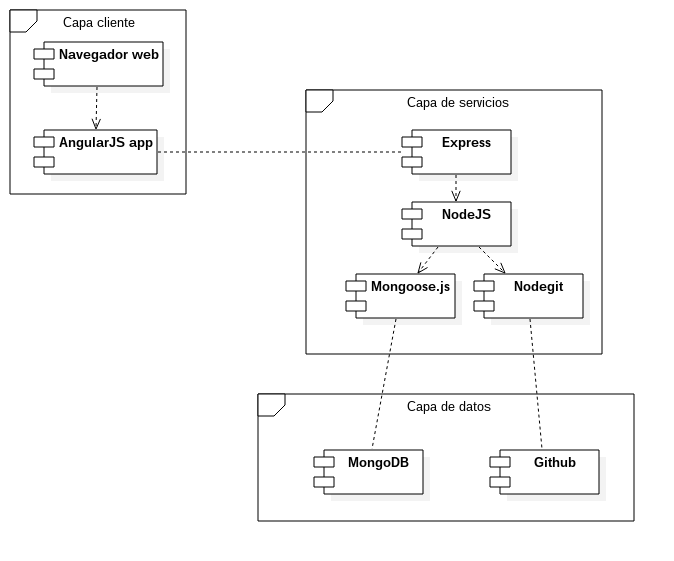 Capa cliente
Navegador web
AngularJS app
Capa de servicios
Express
NodeJS
Mongoose.js
Nodegit
Capa de datos
MongoDB
Github